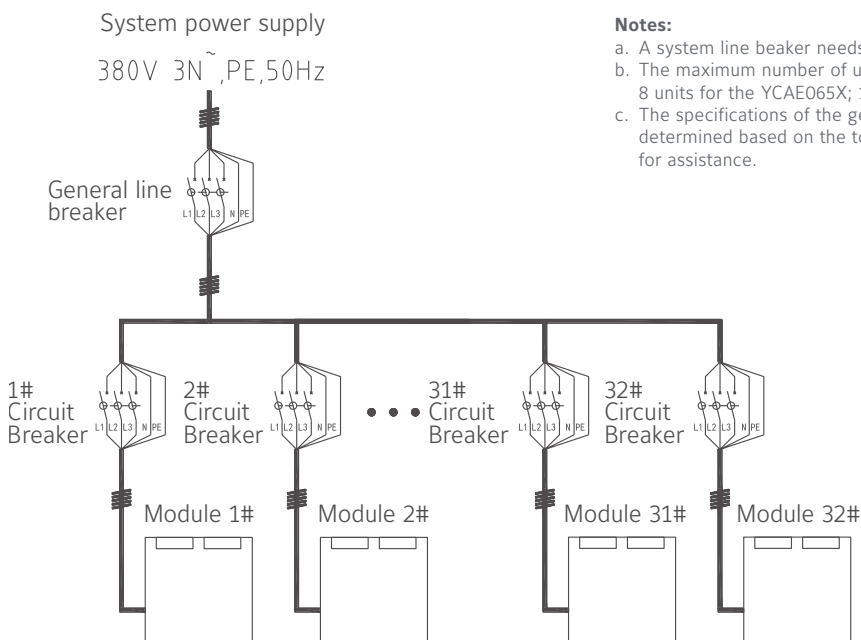 System power supply
380V 3N~,PE,50Hz
Notes:
a. A system line beaker needs
b. The maximum number of u
8 units for the YCAE065X;
c. The specifications of the ge
determined based on the to
for assistance.
General line
breaker
L1 L2 L3 N PE
1#
Circuit
Breaker
L1 L2 L3 N PE
2#
Circuit
Breaker
L1 L2 L3 N PE
31#
Circuit
Breaker
L1 L2 L3 N PE
32#
Circuit
Breaker
L1 L2 L3 N PE
Module 1#
Module 2#
Module 31#
Module 32#